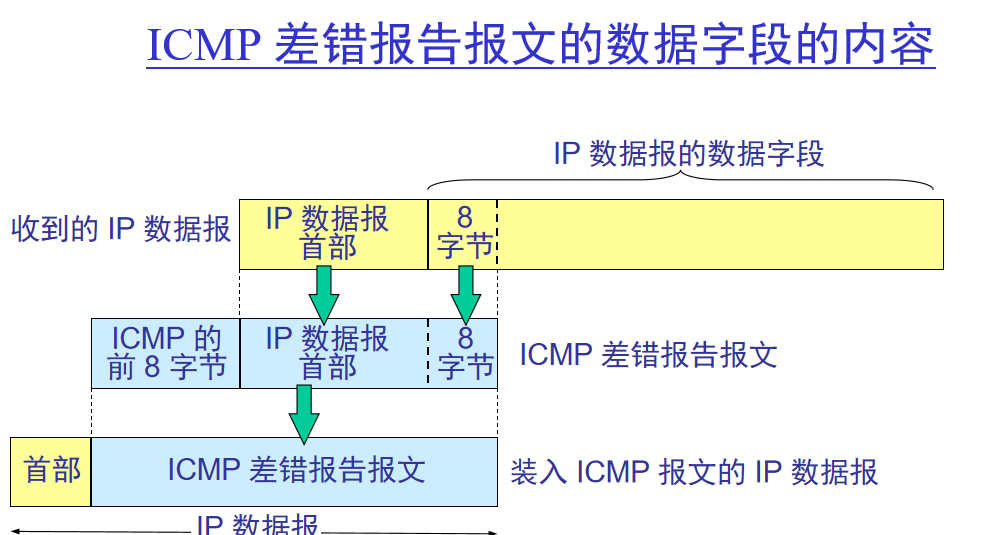 ICMP 差错报告报文的数据字段的内容
IP 数据报的数据字段
收到的 IP 数据报
IP 数据报
首部
8
字节
ICMP 的
前 8 字节
IP 数据报
首部
8
字节
ICMP 差错报告报文
首部
ICMP 差错报告报文
装入 ICMP 报文的 IP 数据报
IP 数据报